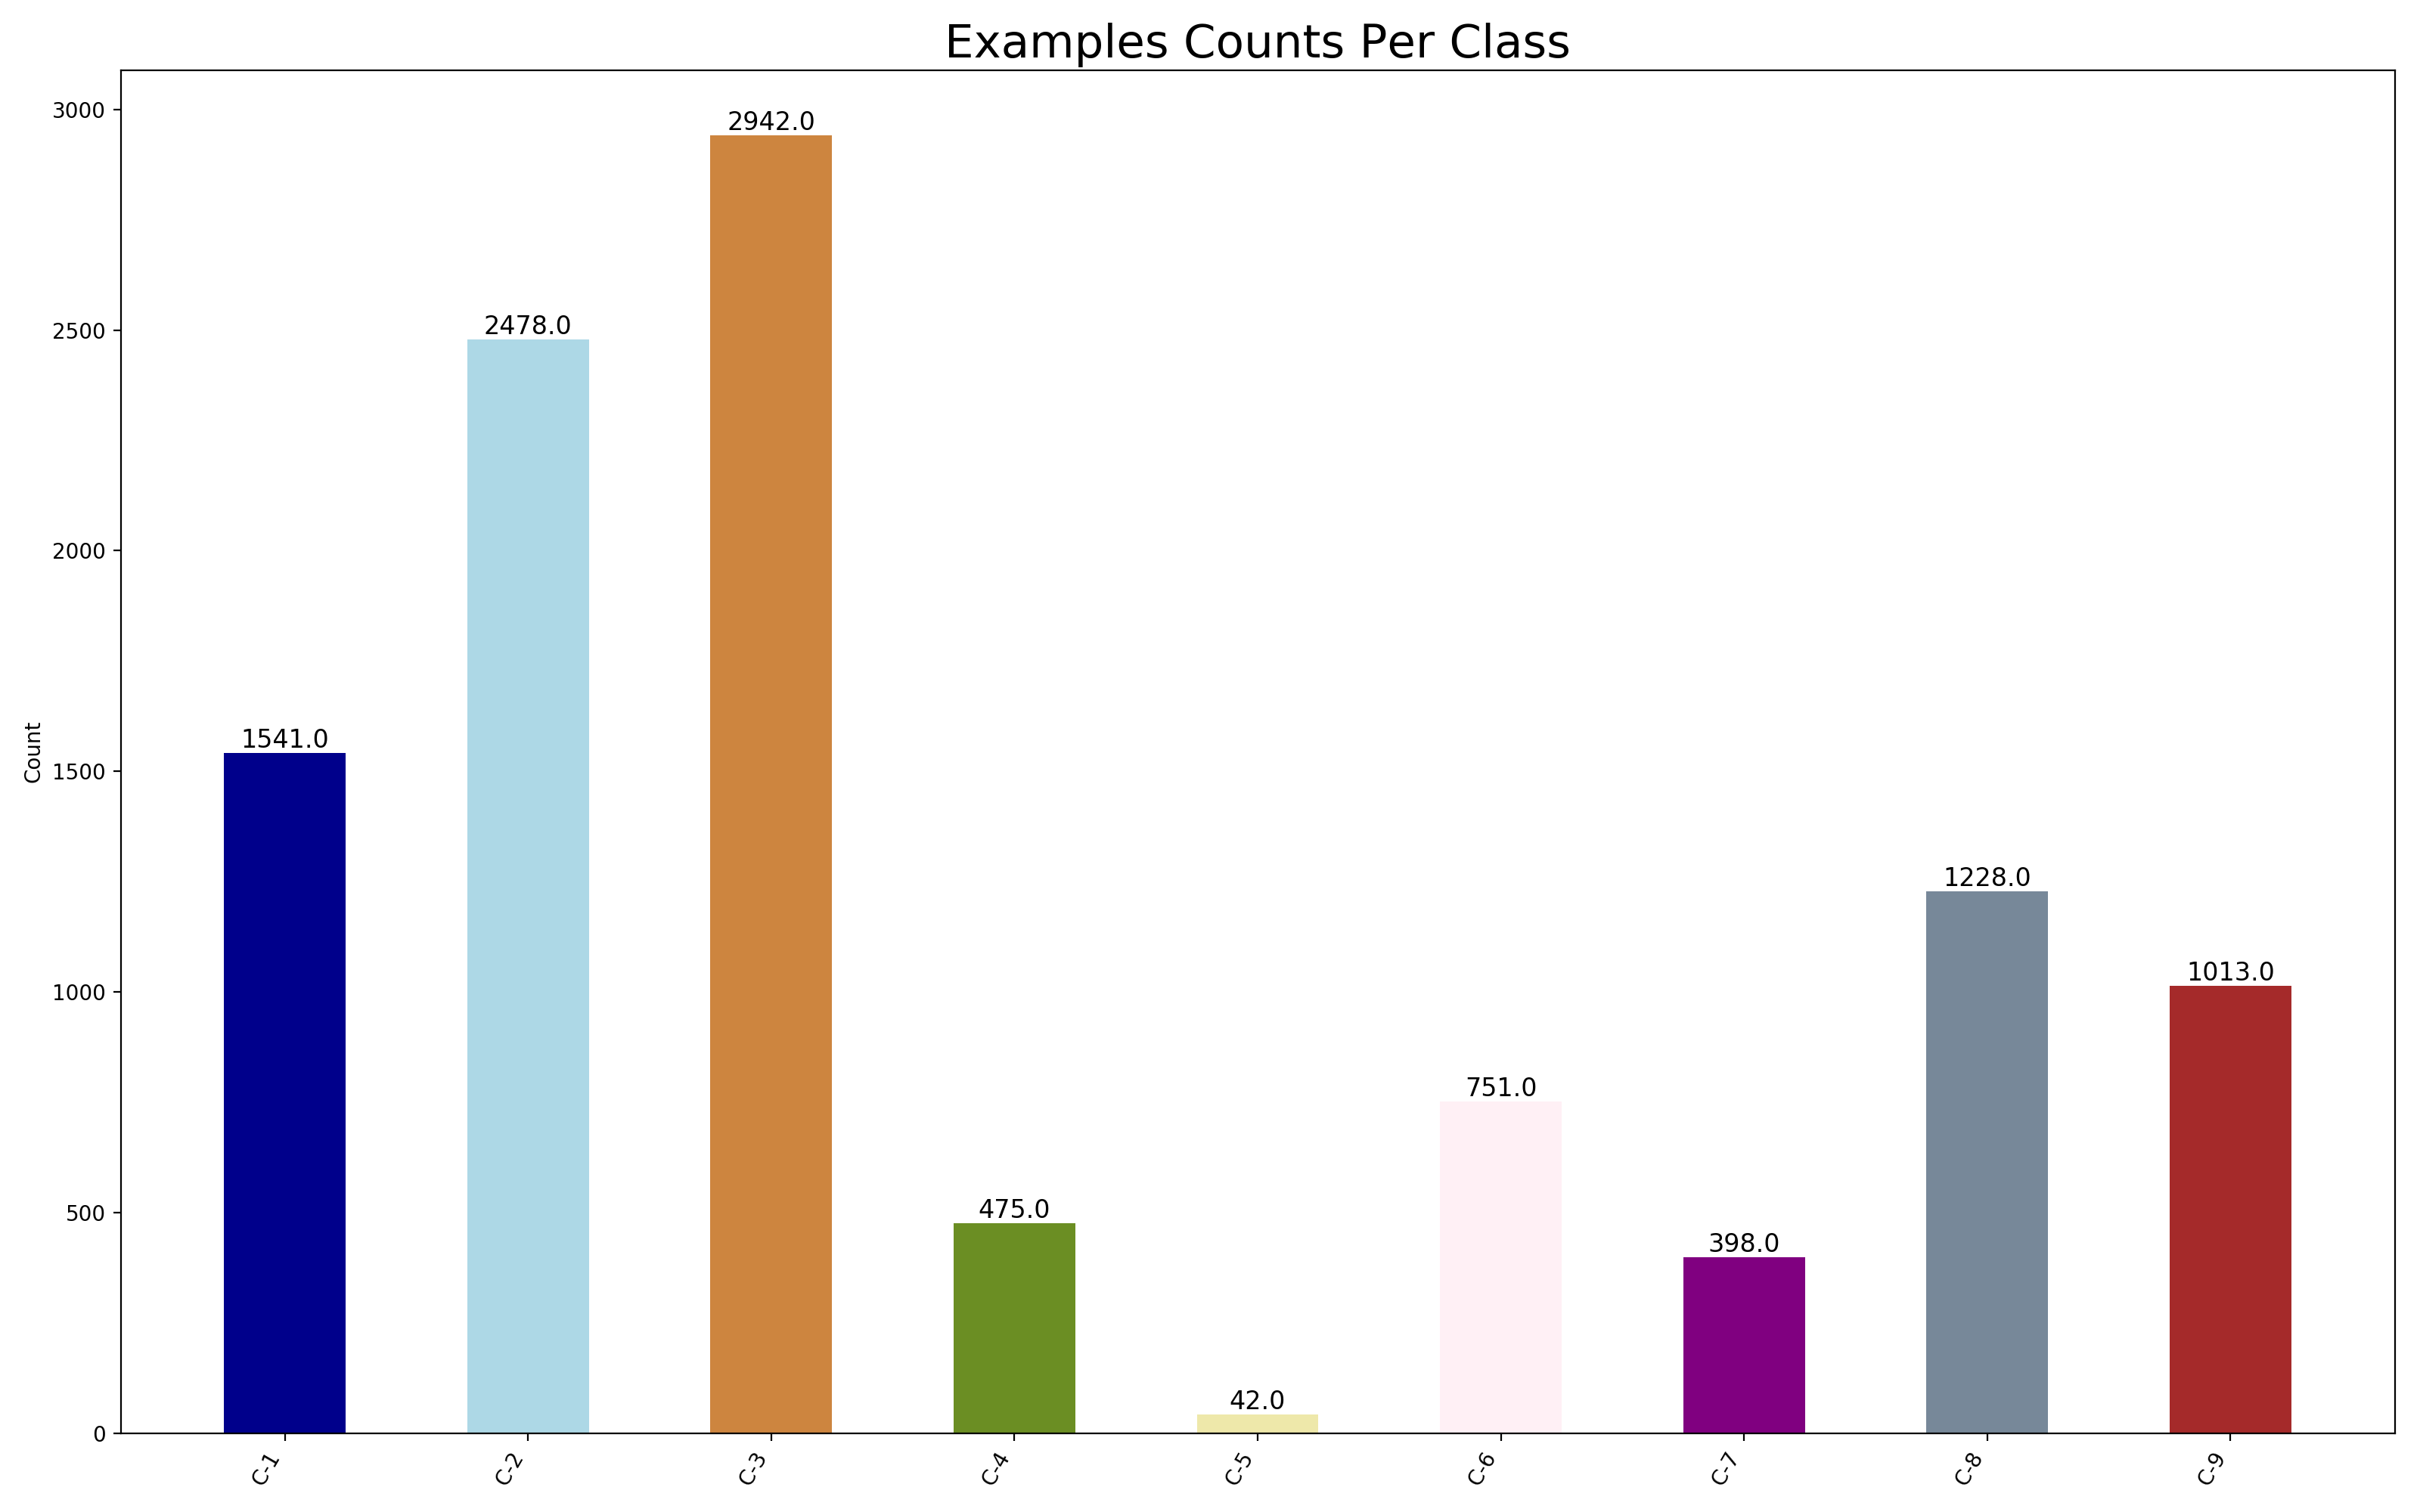 Examples Counts Per Class
3000
2942.0
2500
2478.0
2000
1541.0
Count
1500
1228.0
1013.0
1000
751.0
500
475.0
398.0
42.0
0
C-1
C-2
C-3
C-4
C-5
C-6
C-7
C-8
C-9